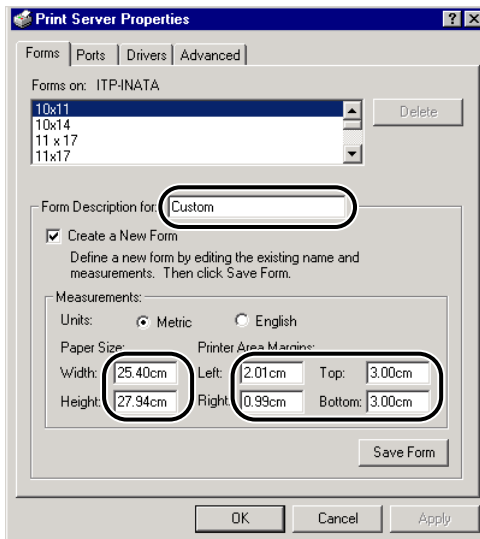 Print Server Properties
Forms Ports Drivers Advanced
Forms on: ITP-INATA
10x11
10x14
11 x 17
11x17
Delete
Form Description for: Custom
Create a New Form
Define a new form by editing the existing name and
measurements. Then click Save Form.
Measurements:
Units: Metric English
Paper Size: Printer Area Margins:
Width: 25.40cm Left: 2.01cm Top: 3.00cm
Height: 27.94cm Right: 0.99cm Bottom: 3.00cm
Save Form
OK Cancel Apply